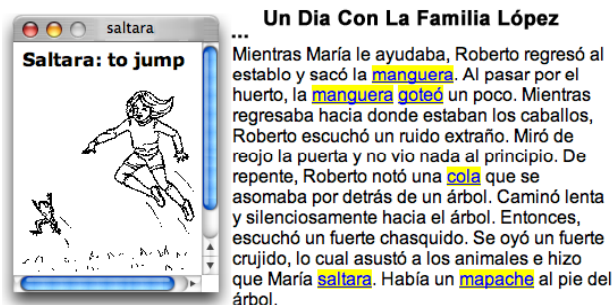 saltara
Saltara: to jump
Un Dia Con La Familia López
...
Mientras María le ayudaba, Roberto regresó al
establo y sacó la manguera. Al pasar por el
huerto, la manguera goteó un poco. Mientras
regresaba hacia donde estaban los caballos,
Roberto escuchó un ruido extraño. Miró de
reojo la puerta y no vio nada al principio. De
repente, Roberto notó una cola que se
asomaba por detrás de un árbol. Caminó lenta
y silenciosamente hacia el árbol. Entonces,
escuchó un fuerte chasquido. Se oyó un fuerte
crujido, lo cual asustó a los animales e hizo
que María saltara. Había un mapache al pie del
árbol.